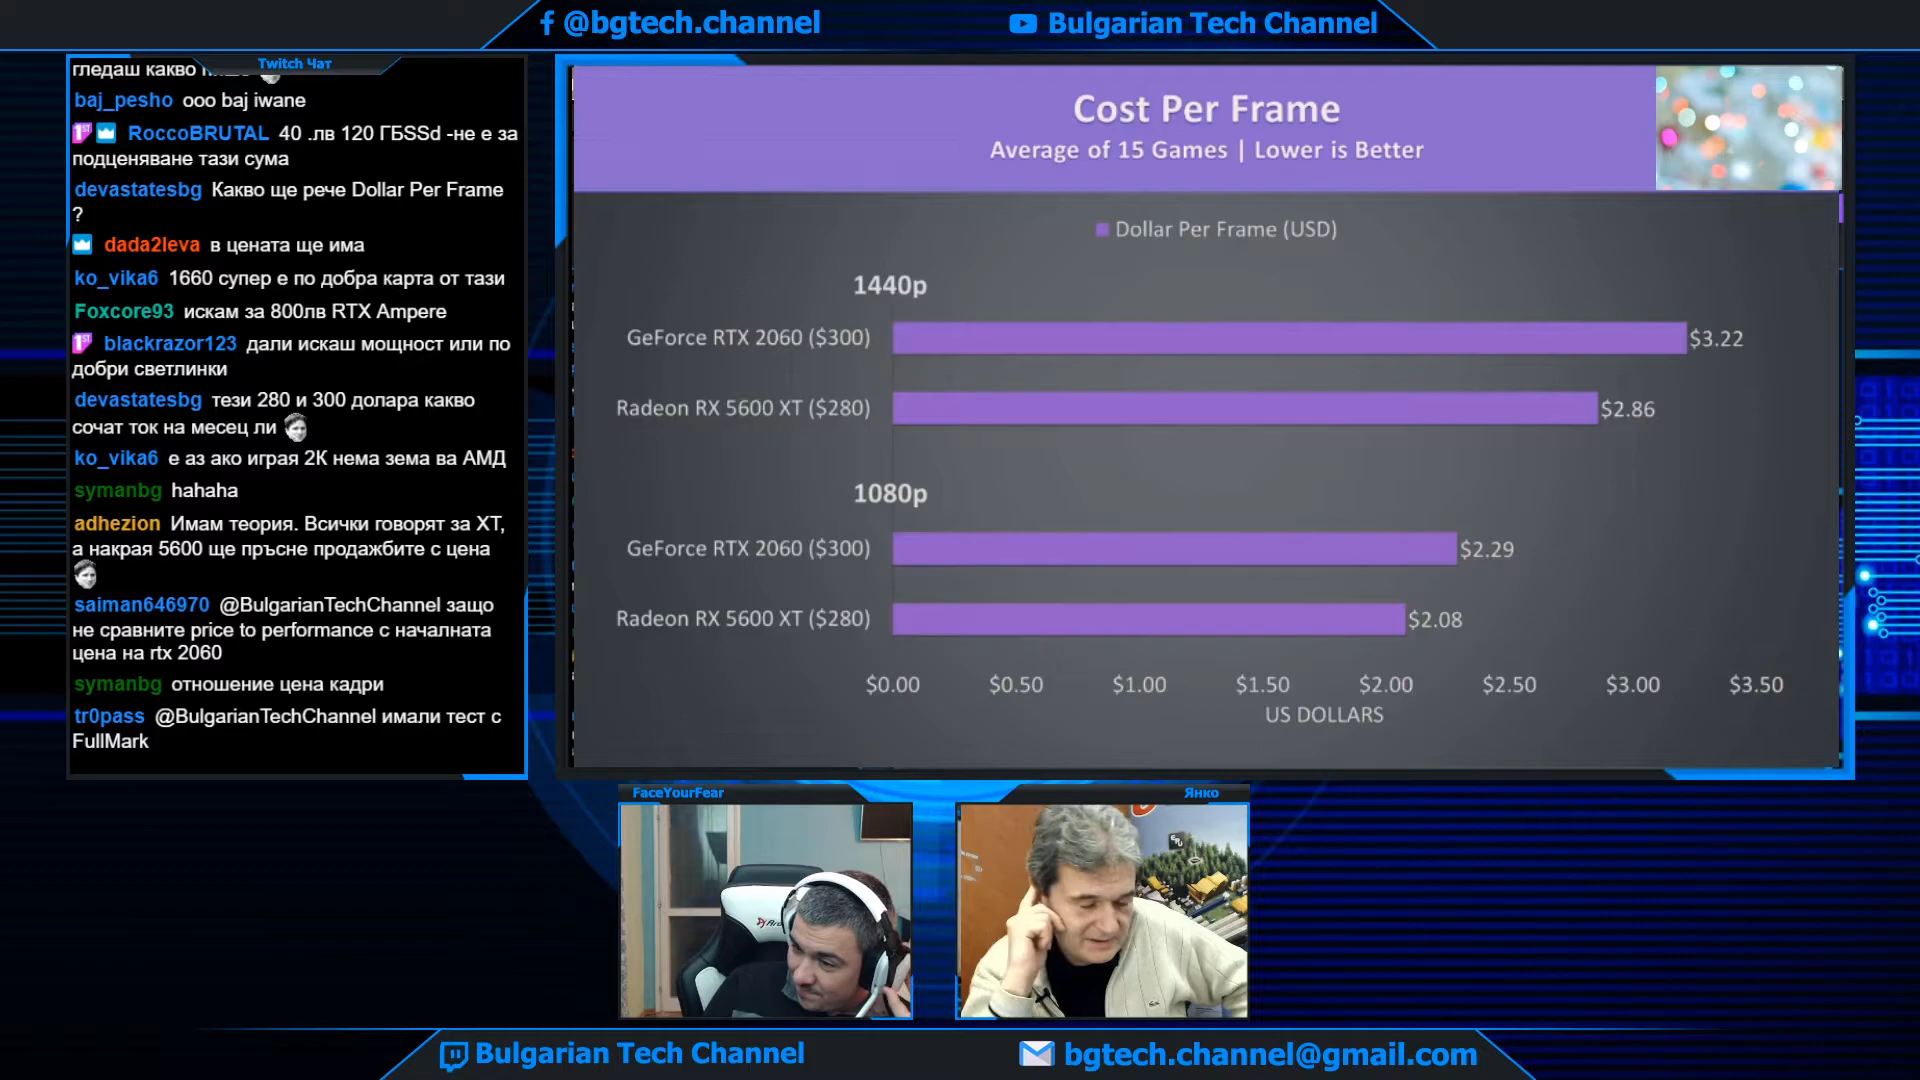 @bgtech.channel
Bulgarian Tech Channel
Twitch Чат
гледаш какво
baj_pesho ооо baj iwane
RoccoBRUTAL 40 .лв 120 ГБSSd -не е за
подценяване тази сума
devastatesbg Какво ще рече Dollar Per Frame
?
dada2leva в цената ще има
ko_vika6 1660 супер е по добра карта от тази
Foxcore93 искам за 800лв RTX Ampere
blackrazor123 дали искаш мощност или по
добри светлинки
devastatesbg тези 280 и 300 долара какво
сочат ток на месец ли
ko_vika6 е аз ако играя 2К нема зема ва АМД
symanbg hahaha
adhezion Имам теория. Всички говорят за XT,
а накрая 5600 ще пръсне продажбите с цена
saiman646970 @BulgarianTechChannel защо
не сравните price to performance с началната
цена на rtx 2060
symanbg отношение цена кадри
tr0pass @BulgarianTechChannel имали тест с
FullMark
Cost Per Frame
Average of 15 Games | Lower is Better
Dollar Per Frame (USD)
1440p
GeForce RTX 2060 ($300) $3.22
Radeon RX 5600 XT ($280) $2.86
1080p
GeForce RTX 2060 ($300) $2.29
Radeon RX 5600 XT ($280) $2.08
$0.00 $0.50 $1.00 $1.50 $2.00 $2.50 $3.00 $3.50
US DOLLARS
FaceYourFear
Янко
Bulgarian Tech Channel
bgtech.channel@gmail.com